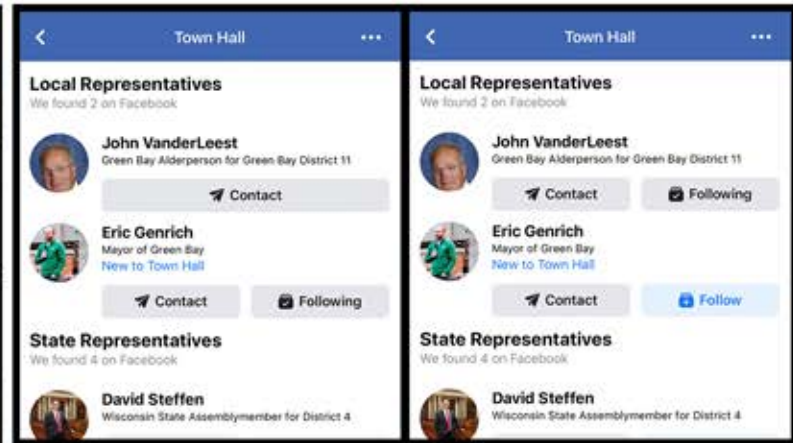 Town Hall
Local Representatives
We found 2 on Facebook
John VanderLeest
Green Bay Alderperson for Green Bay District 11
Contact
Eric Genrich
Mayor of Green Bay
New to Town Hall
Contact Following
State Representatives
We found 4 on Facebook
David Steffen
Wisconsin State Assemblymember for District 4
Town Hall
Local Representatives
We found 2 on Facebook
John VanderLeest
Green Bay Alderperson for Green Bay District 11
Contact Following
Eric Genrich
Mayor of Green Bay
New to Town Hall
Contact Follow
State Representatives
We found 4 on Facebook
David Steffen
Wisconsin State Assemblymember for District 4